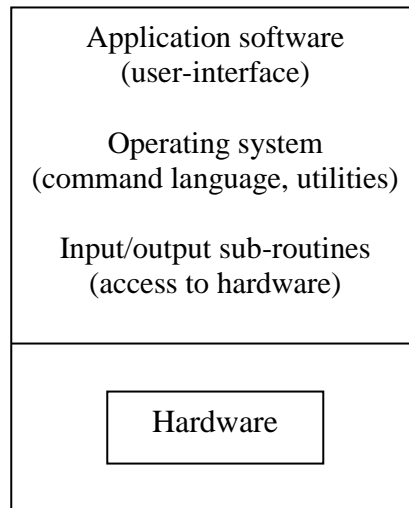 Application software
(user-interface)
Operating system
(command language, utilities)
Input/output sub-routines
(access to hardware)
Hardware